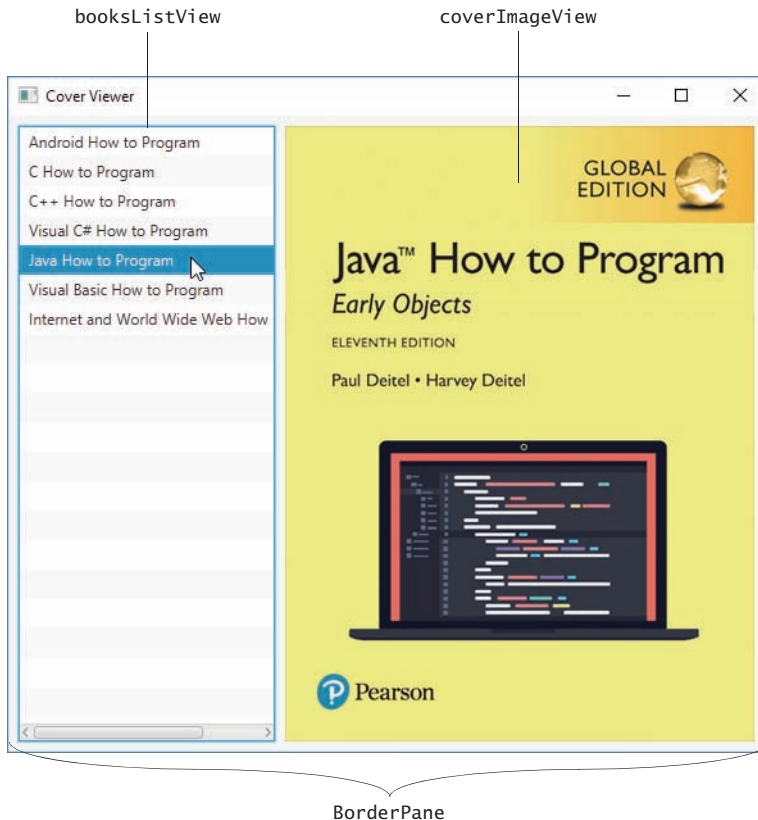 booksListView
coverImageView
Cover Viewer
Android How to Program
C How to Program
C++ How to Program
Visual C# How to Program
Java How to Program
Visual Basic How to Program
Internet and World Wide Web How
GLOBAL
EDITION
Java™ How to Program
Early Objects
ELEVENTH EDITION
Paul Deitel • Harvey Deitel
P Pearson
BorderPane